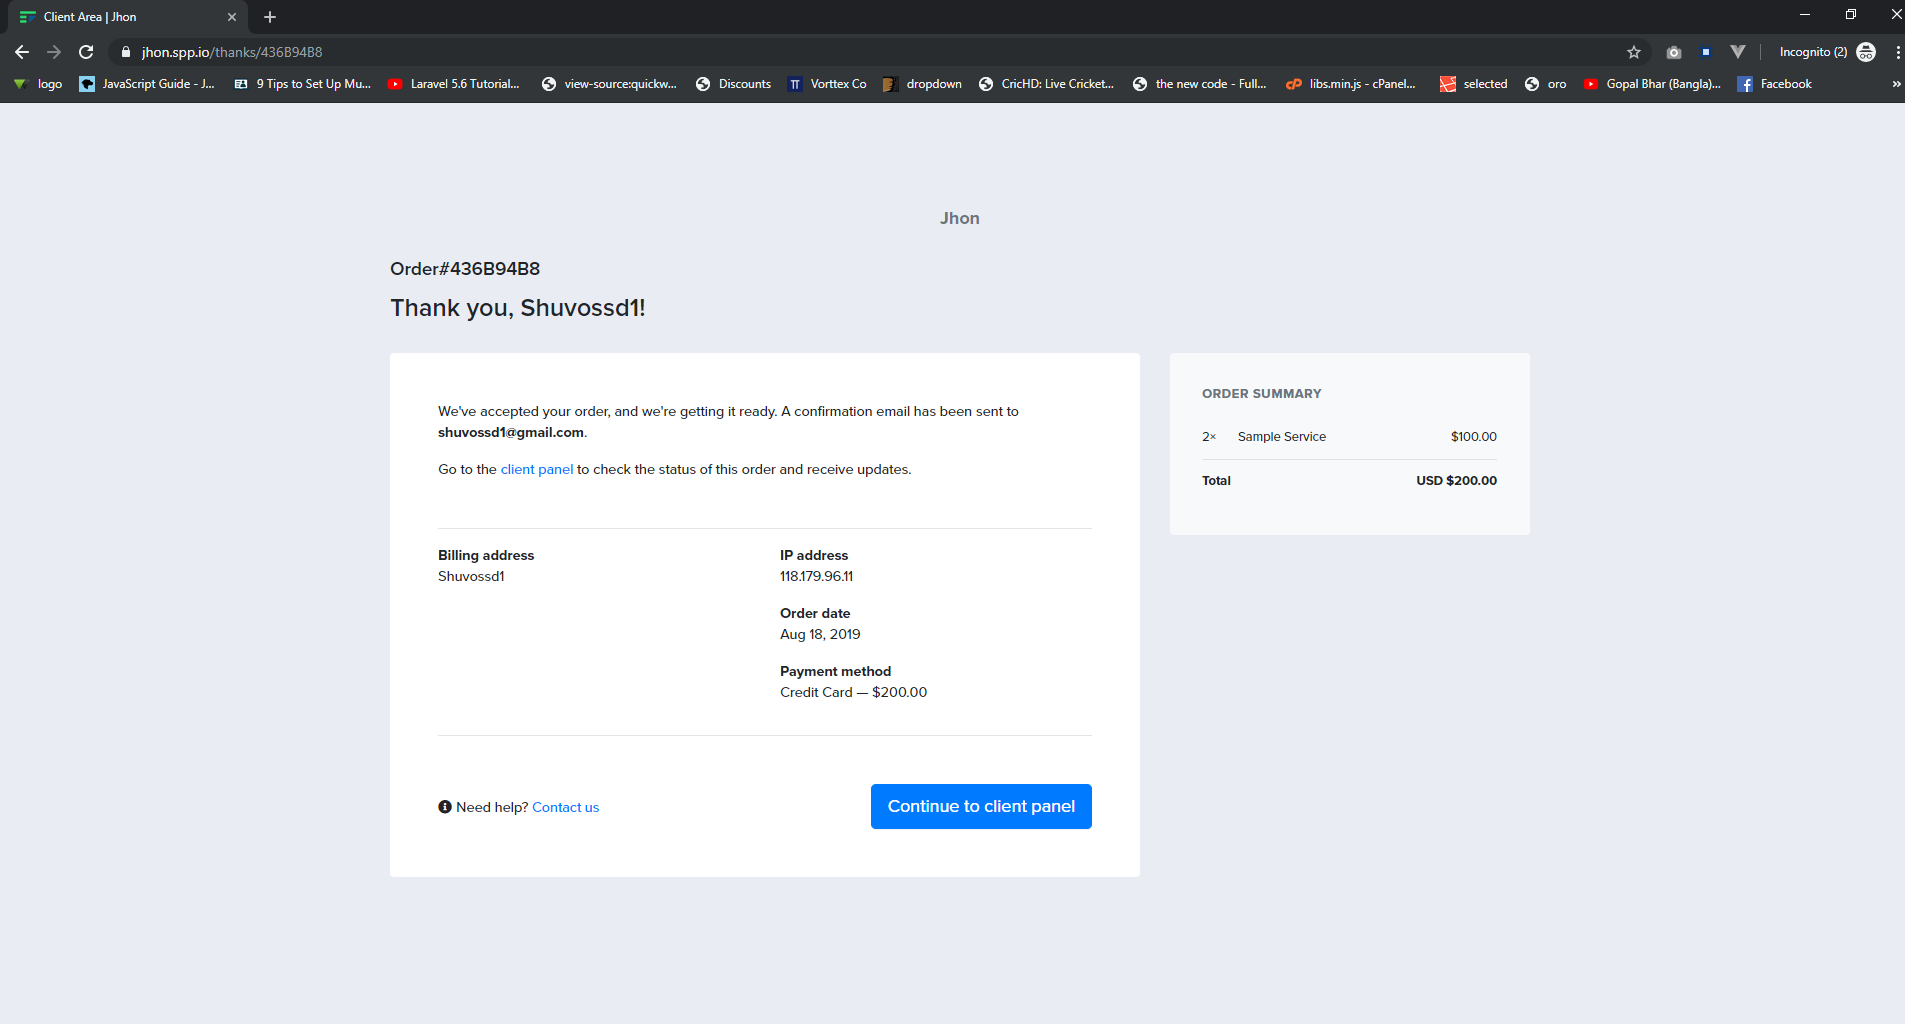 Client Area | Jhon
jhon.spp.io/thanks/436B94B8
Incognito (2)
logo
JavaScript Guide - J...
9 Tips to Set Up Mu...
Laravel 5.6 Tutorial...
view-source:quickw...
Discounts
Vorttex Co
dropdown
CricHD: Live Cricket...
the new code - Full...
libs.min.js - cPanel...
selected
oro
Gopal Bhar (Bangla)...
Facebook
»
Jhon
Order#436B94B8
Thank you, Shuvossd1!
We've accepted your order, and we're getting it ready. A confirmation email has been sent to
shuvossd1@gmail.com.
Go to the client panel to check the status of this order and receive updates.
Billing address
Shuvossd1
IP address
118.179.96.11
Order date
Aug 18, 2019
Payment method
Credit Card — $200.00
Need help? Contact us
Continue to client panel
ORDER SUMMARY
2× Sample Service $100.00
Total USD $200.00